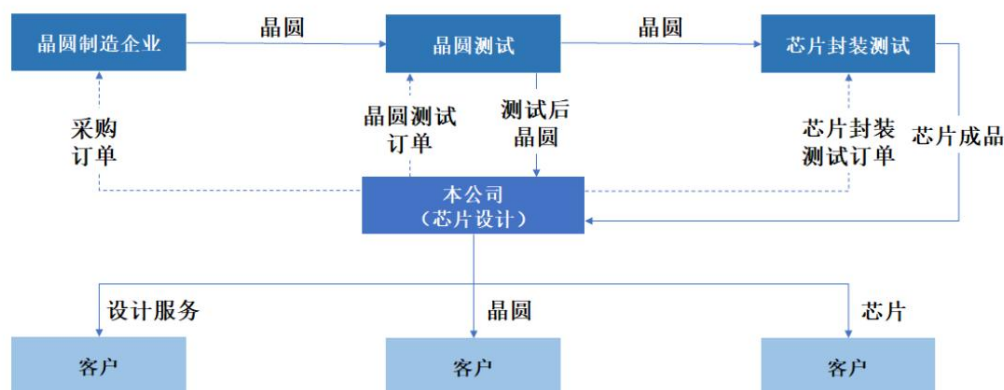 晶圆
晶圆
晶圆制造企业
晶圆测试
芯片封装测试
采购
订单
晶圆测试
订单
测试后
晶圆
芯片封装
测试订单
芯片成品
本公司
（芯片设计）
设计服务
晶圆
芯片
客户
客户
客户